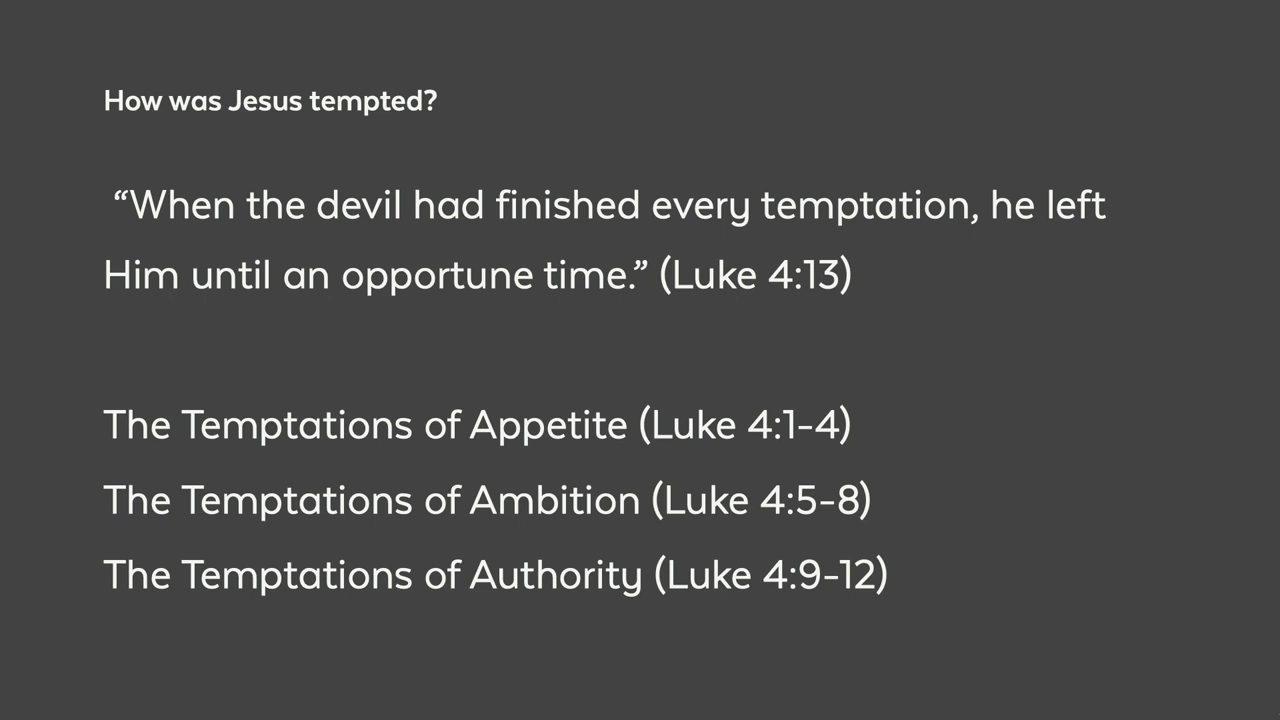 How was Jesus tempted?
“When the devil had finished every temptation, he left
Him until an opportune time.” (Luke 4:13)
The Temptations of Appetite (Luke 4:1-4)
The Temptations of Ambition (Luke 4:5-8)
The Temptations of Authority (Luke 4:9-12)